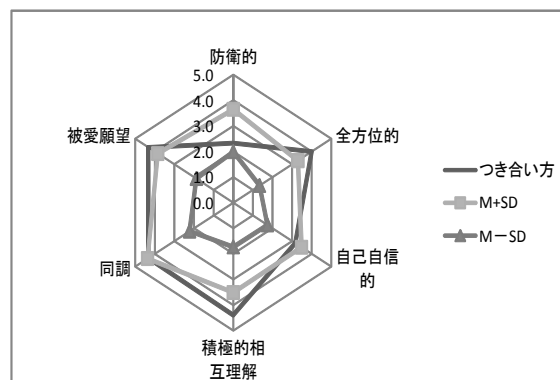 防衛的
5.0
4.0
3.0
2.0
1.0
0.0
全方位的
自己自信
的
積極的相
互理解
同調
被愛願望
つき合い方
M+SD
M－SD